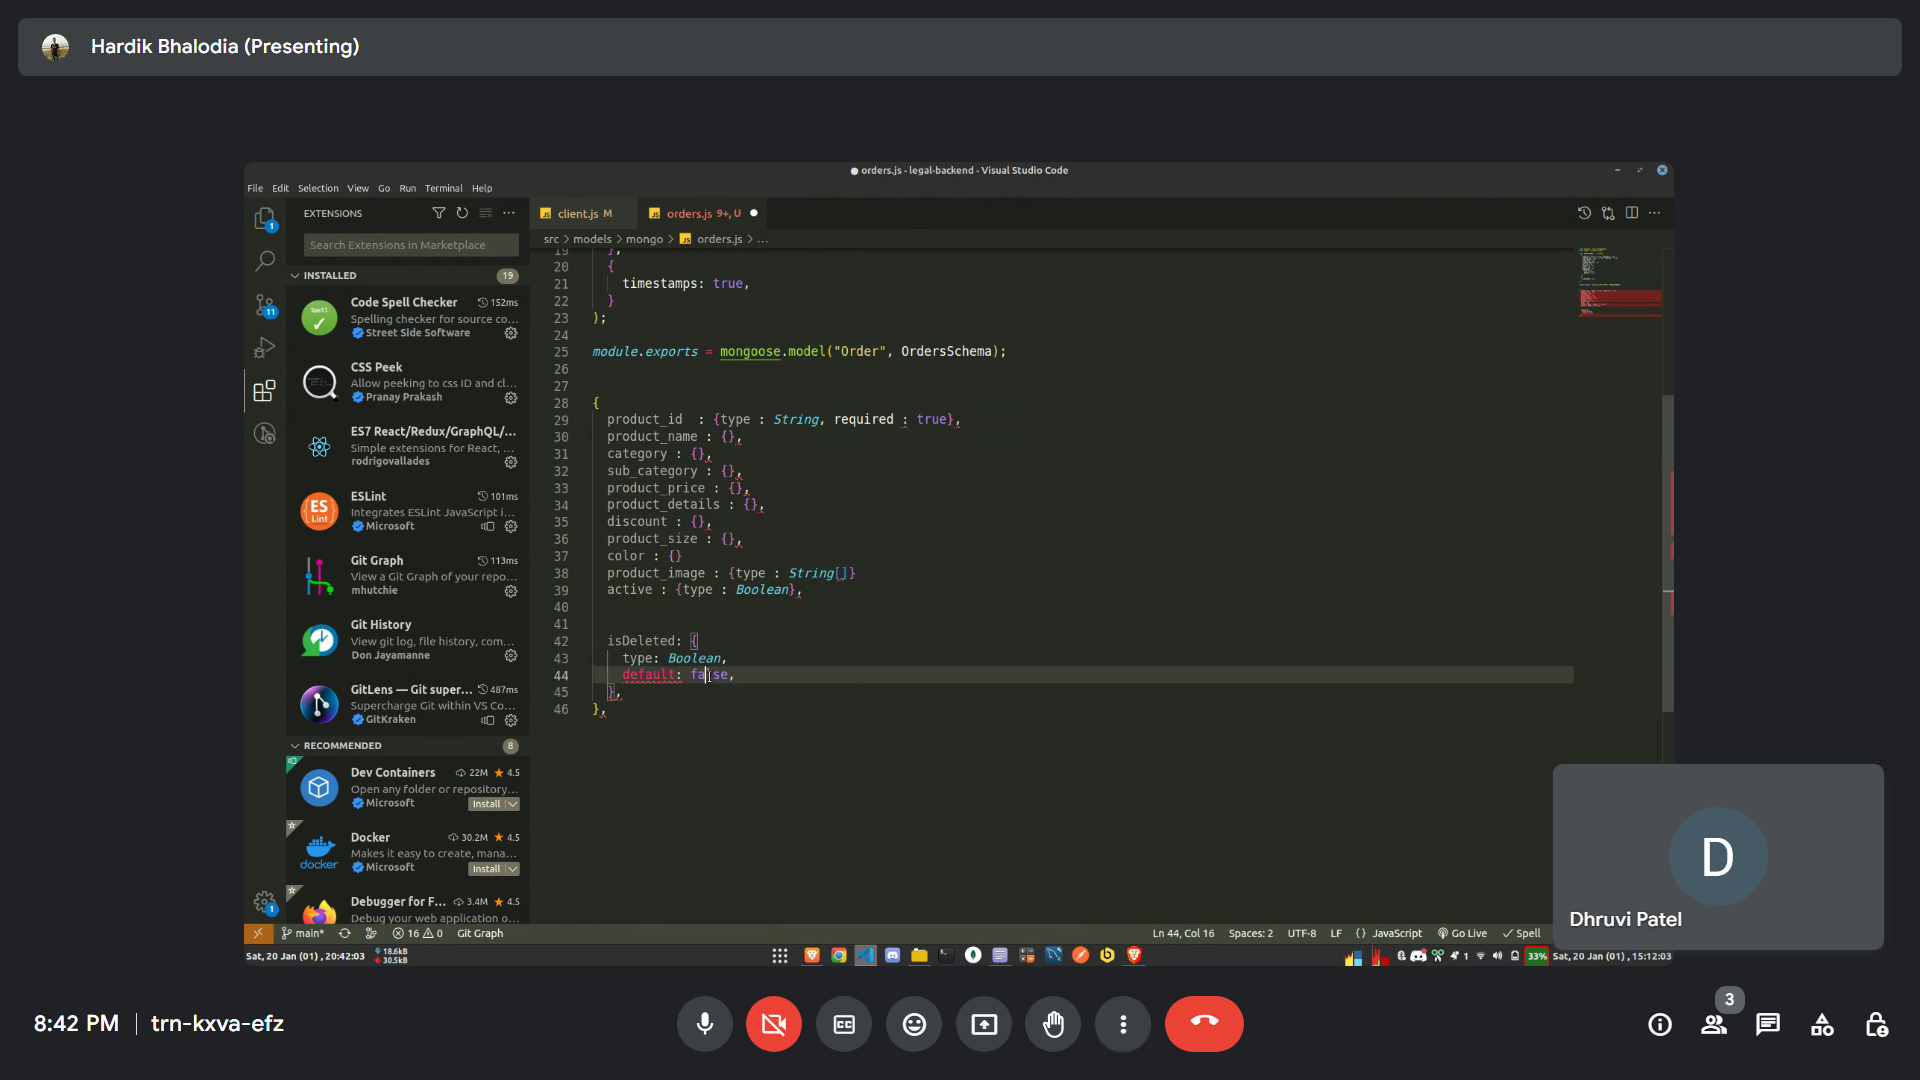 Hardik Bhalodia (Presenting)
orders.js - legal-backend - Visual Studio Code
File Edit Selection View Go Run Terminal Help
EXTENSIONS
client.js M
orders.js 9+, U
Search Extensions in Marketplace
src > models > mongo > orders.js > ...
INSTALLED 19
Code Spell Checker 152ms
Spelling checker for source co...
Street Side Software
CSS Peek
Allow peeking to css ID and cl...
Pranay Prakash
ES7 React/Redux/GraphQL/...
Simple extensions for React, ...
rodrigovallades
ESLint 101ms
Integrates ESLint JavaScript i...
Microsoft
Git Graph 113ms
View a Git Graph of your repo...
mhutchie
Git History
View git log, file history, com...
Don Jayamanne
GitLens — Git super... 487ms
Supercharge Git within VS Co...
GitKraken
RECOMMENDED 8
Dev Containers 22M 4.5
Open any folder or repository...
Microsoft Install
Docker 30.2M 4.5
Makes it easy to create, mana...
Microsoft Install
Debugger for F... 3.4M 4.5
Debug your web application o...
19 },
20 {
21 timestamps: true,
22 }
23 );
24
25 module.exports = mongoose.model("Order", OrdersSchema);
26
27
28 {
29 product_id : {type : String, required : true},
30 product_name : {},
31 category : {},
32 sub_category : {},
33 product_price : {},
34 product_details : {},
35 discount : {},
36 product_size : {},
37 color : {}
38 product_image : {type : String[]}
39 active : {type : Boolean},
40
41
42 isDeleted: {
43 type: Boolean,
44 default: false,
45 },
46 },
main* 16 0 Git Graph
Ln 44, Col 16 Spaces: 2 UTF-8 LF {} JavaScript Go Live Spell
Sat, 20 Jan (01) , 20:42:03
18.6kB
30.5kB
1
33%
Sat, 20 Jan (01) , 15:12:03
D
Dhruvi Patel
8:42 PM | trn-kxva-efz
3